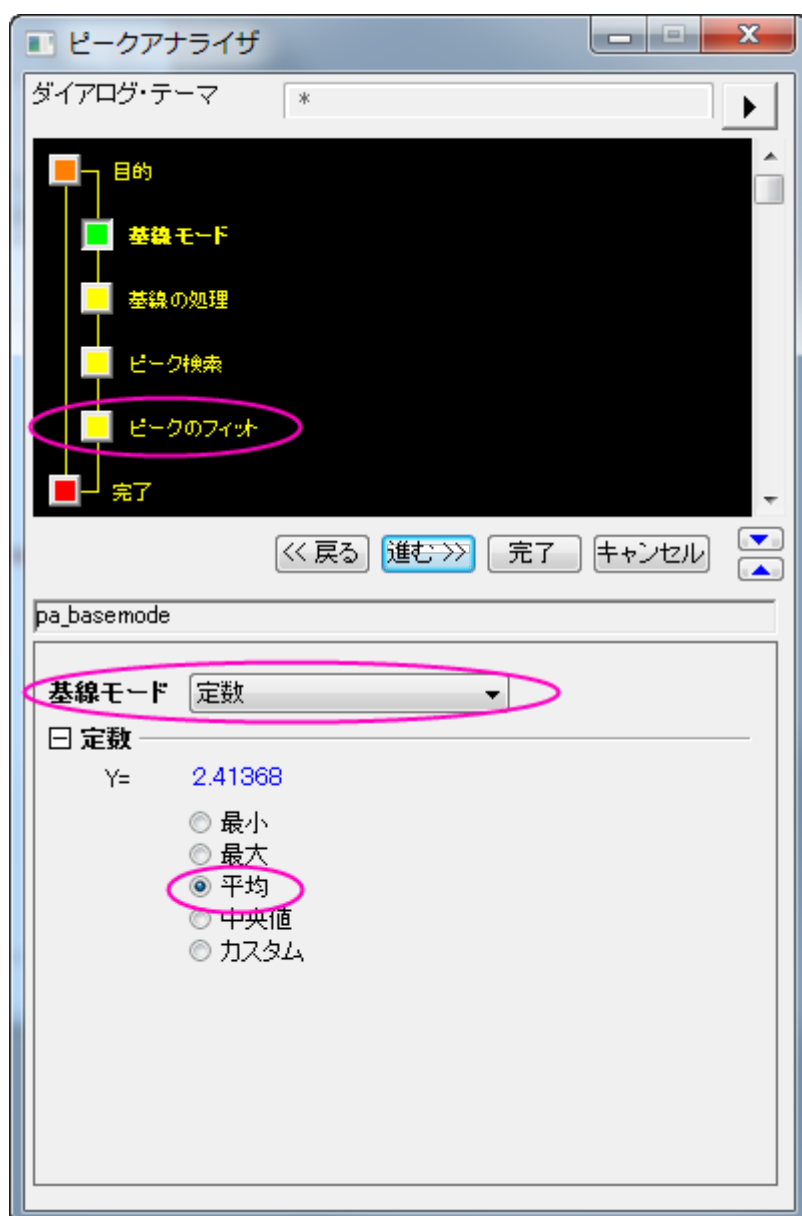 ピークアナライザ
ダイアログ・テーマ *
目的
基線モード
基線の処理
ピーク検索
ピークのフィット
完了
<< 戻る 進む >> 完了 キャンセル
pa_basemode
基線モード 定数
定数
Y= 2.41368
最小
最大
平均
中央値
カスタム